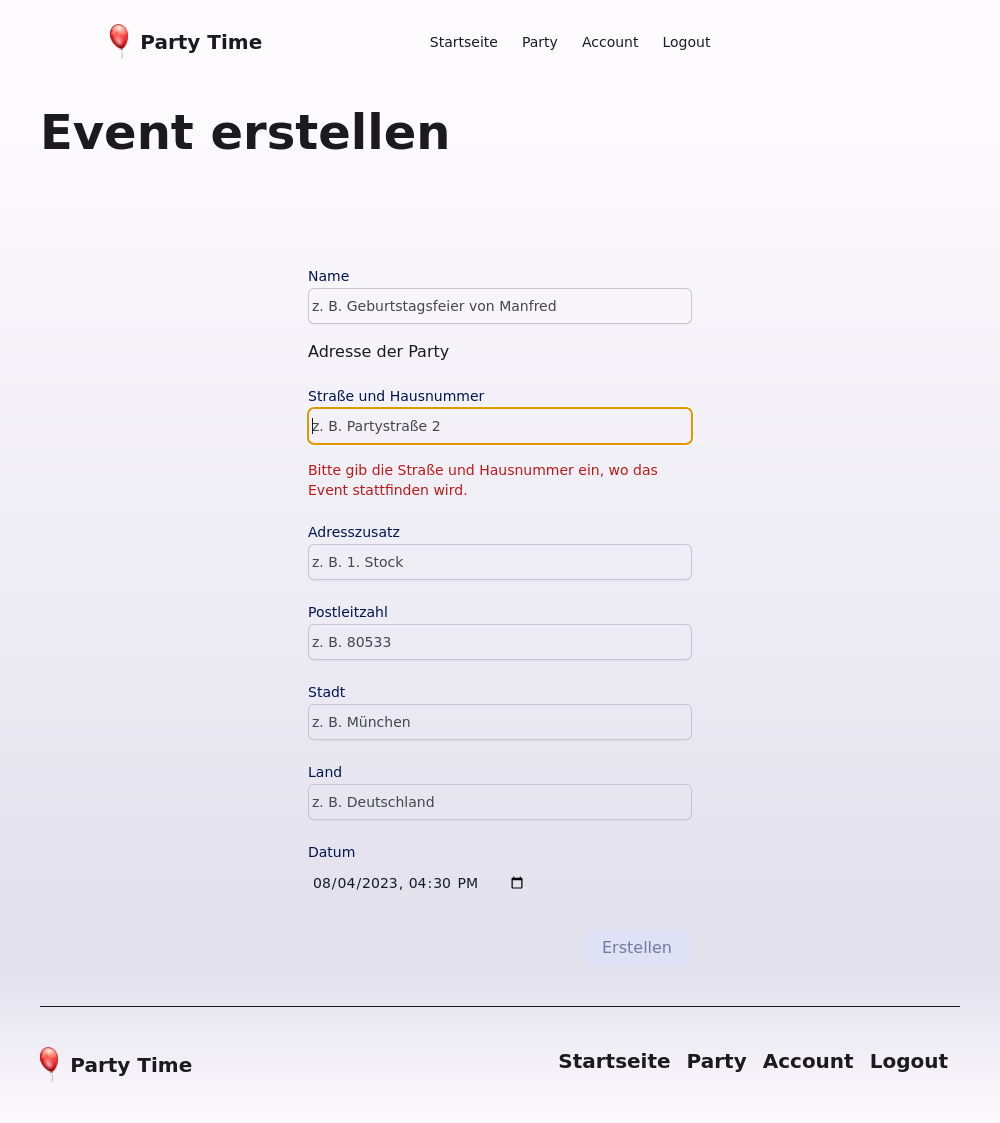 Party Time
Startseite Party Account Logout
Event erstellen
Name
z. B. Geburtstagsfeier von Manfred
Adresse der Party
Straße und Hausnummer
z. B. Partystraße 2
Bitte gib die Straße und Hausnummer ein, wo das
Event stattfinden wird.
Adresszusatz
z. B. 1. Stock
Postleitzahl
z. B. 80533
Stadt
z. B. München
Land
z. B. Deutschland
Datum
08/04/2023, 04:30 PM
Erstellen
Party Time
Startseite Party Account Logout